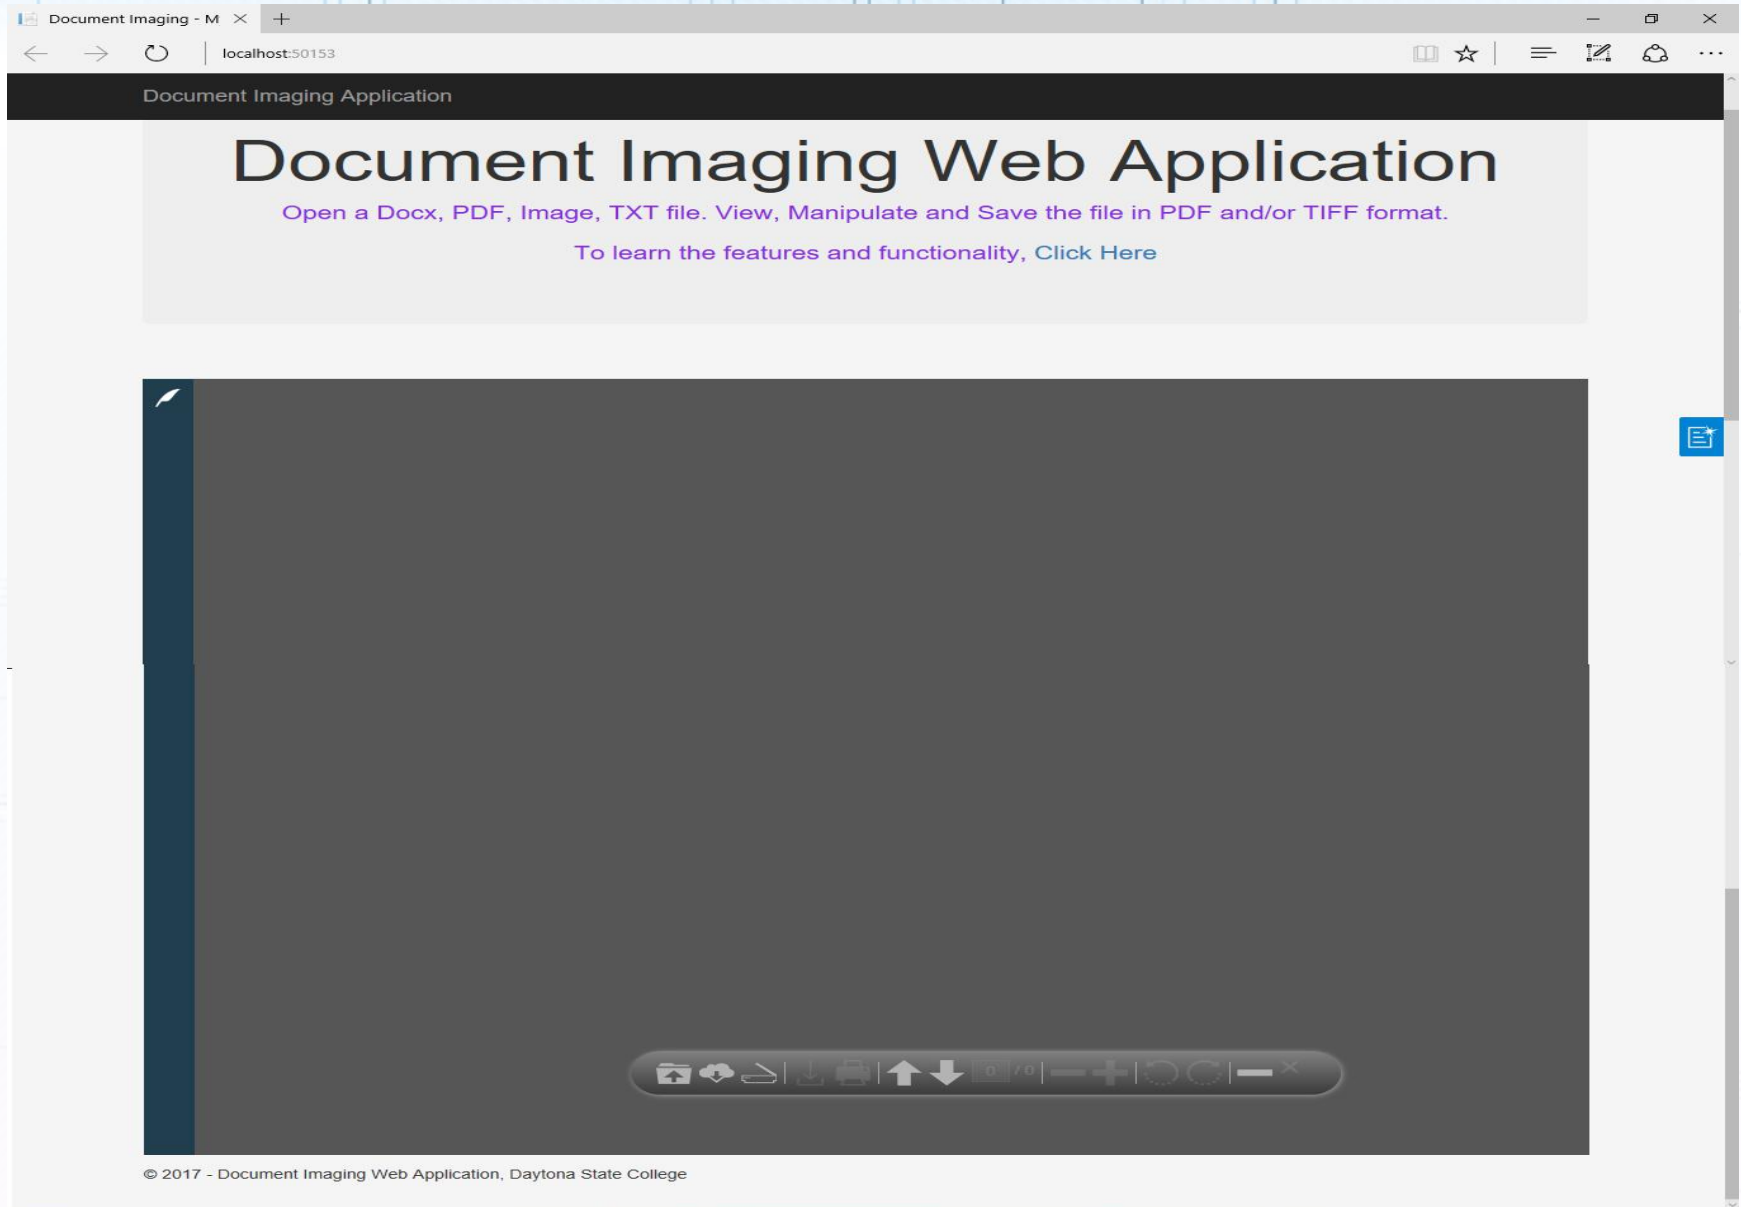 Document Imaging - M
localhost:50153
Document Imaging Application
Document Imaging Web Application
Open a Docx, PDF, Image, TXT file. View, Manipulate and Save the file in PDF and/or TIFF format.
To learn the features and functionality, Click Here
0 / 0
© 2017 - Document Imaging Web Application, Daytona State College